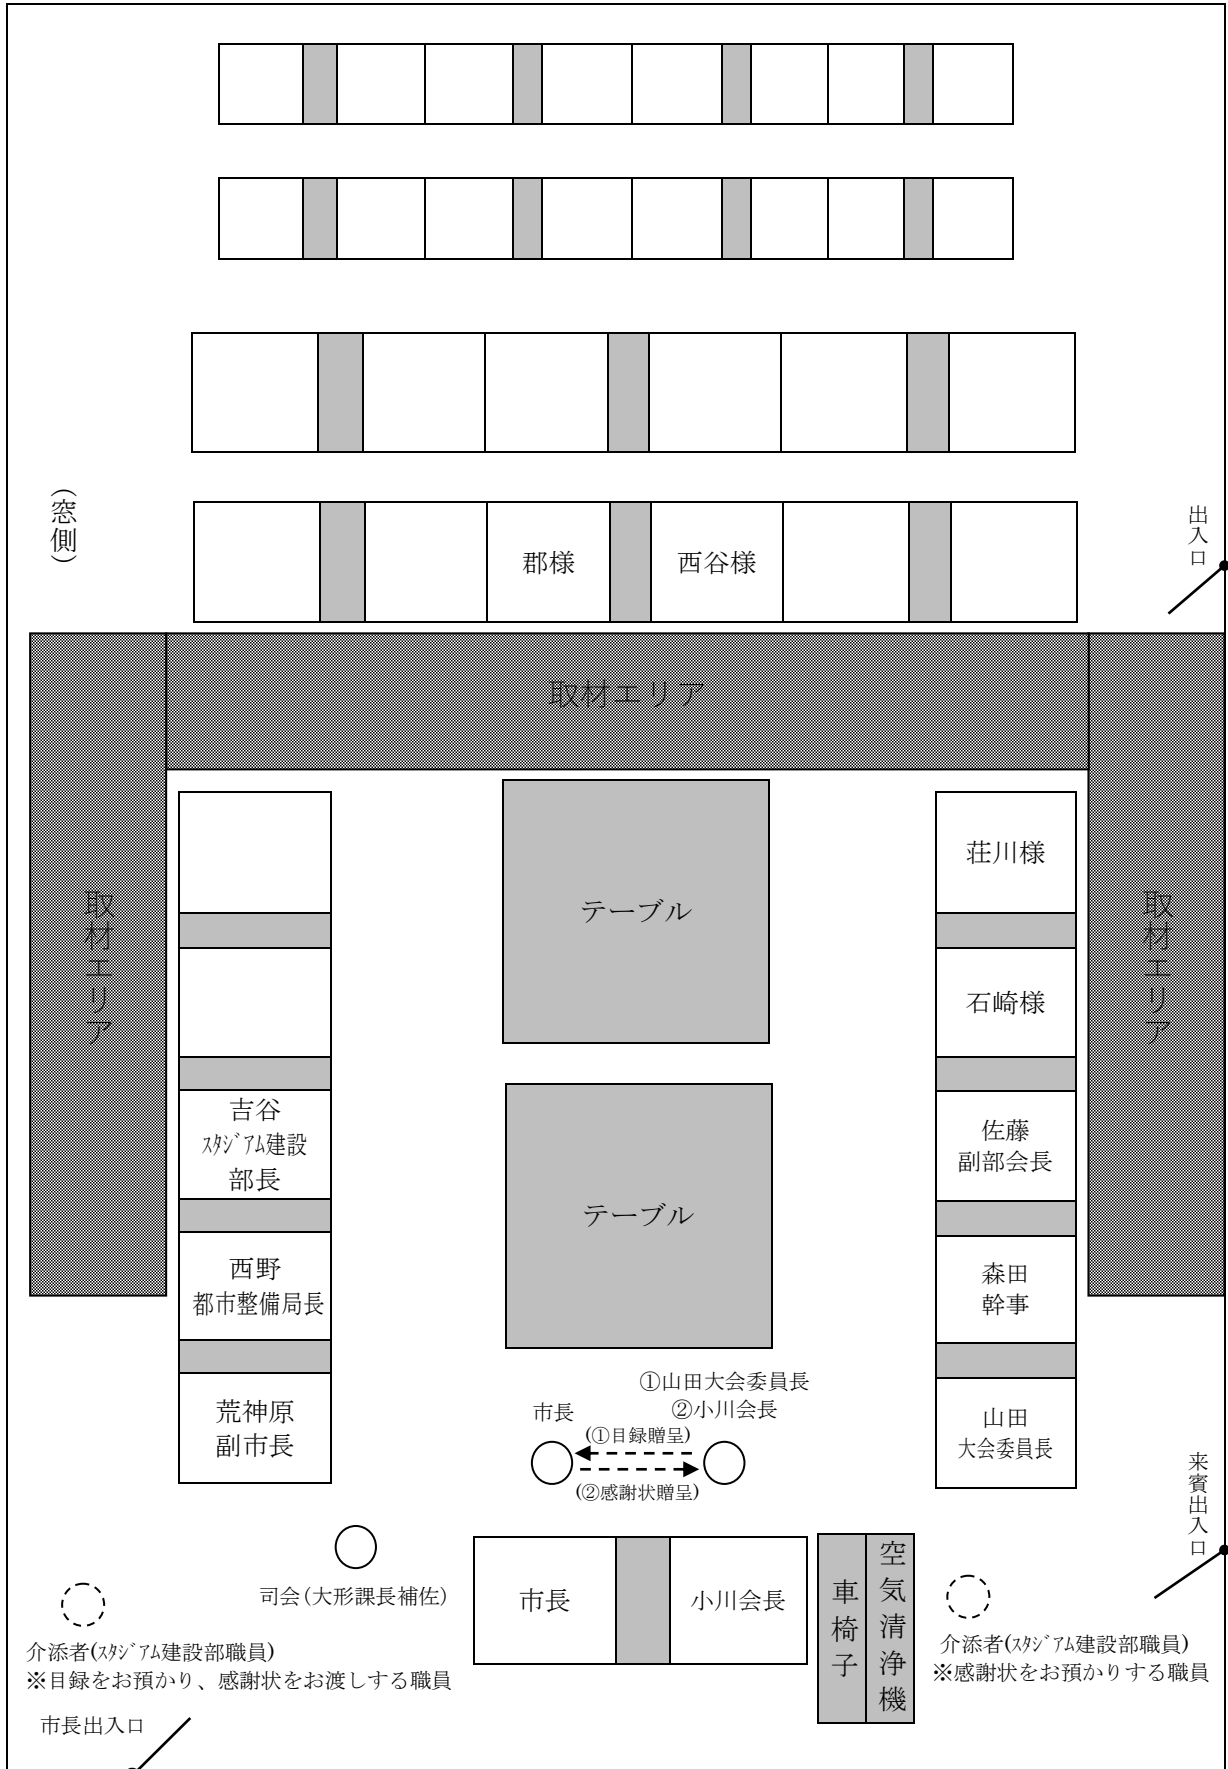 (窓側)
出入口
郡様
西谷様
取材エリア
取材エリア
取材エリア
テーブル
荘川様
石崎様
吉谷
ｽﾀｼﾞｱﾑ建設
部長
佐藤
副部会長
テーブル
西野
都市整備局長
森田
幹事
荒神原
副市長
①山田大会委員長
②小川会長
市長
(①目録贈呈)
(②感謝状贈呈)
山田
大会委員長
来賓出入口
司会(大形課長補佐)
市長
小川会長
車椅子
空気清浄機
介添者(ｽﾀｼﾞｱﾑ建設部職員)
※目録をお預かり、感謝状をお渡しする職員
介添者(ｽﾀｼﾞｱﾑ建設部職員)
※感謝状をお預かりする職員
市長出入口